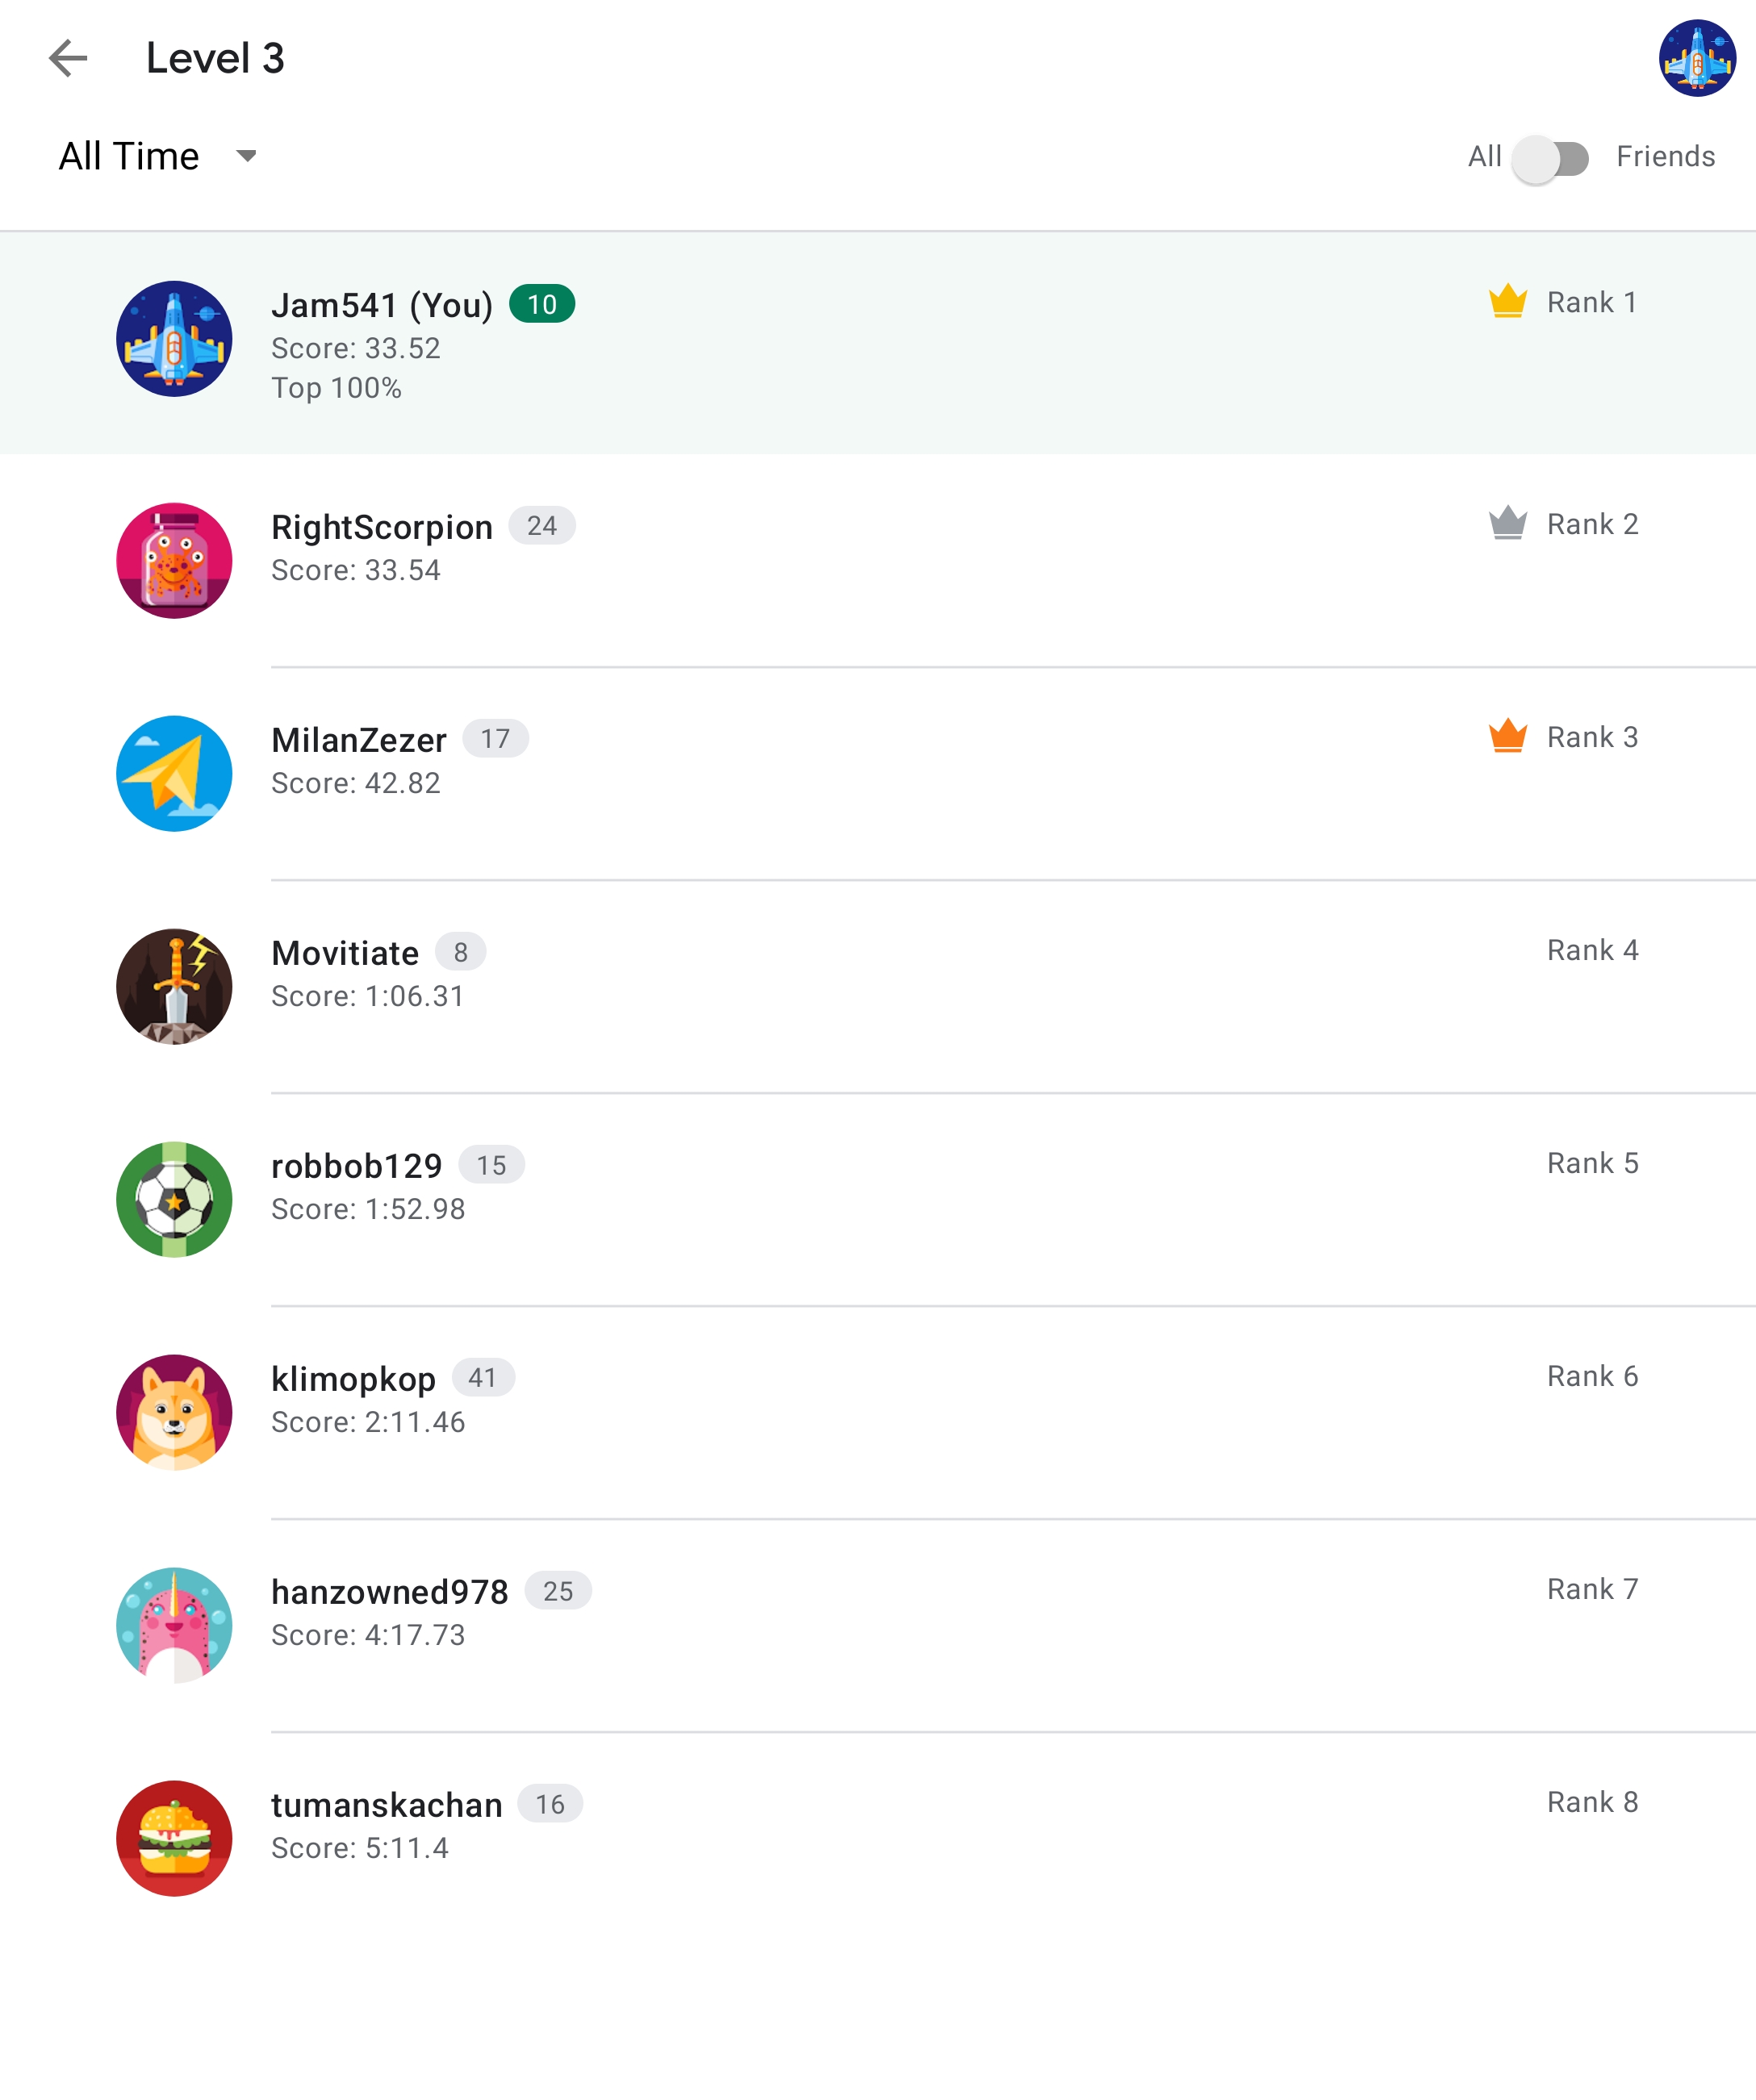 Level 3
All Time
All Friends
Jam541 (You) 10 Rank 1
Score: 33.52
Top 100%
RightScorpion 24 Rank 2
Score: 33.54
MilanZezer 17 Rank 3
Score: 42.82
Movitiate 8 Rank 4
Score: 1:06.31
robbob129 15 Rank 5
Score: 1:52.98
klimopkop 41 Rank 6
Score: 2:11.46
hanzowned978 25 Rank 7
Score: 4:17.73
tumanskachan 16 Rank 8
Score: 5:11.4